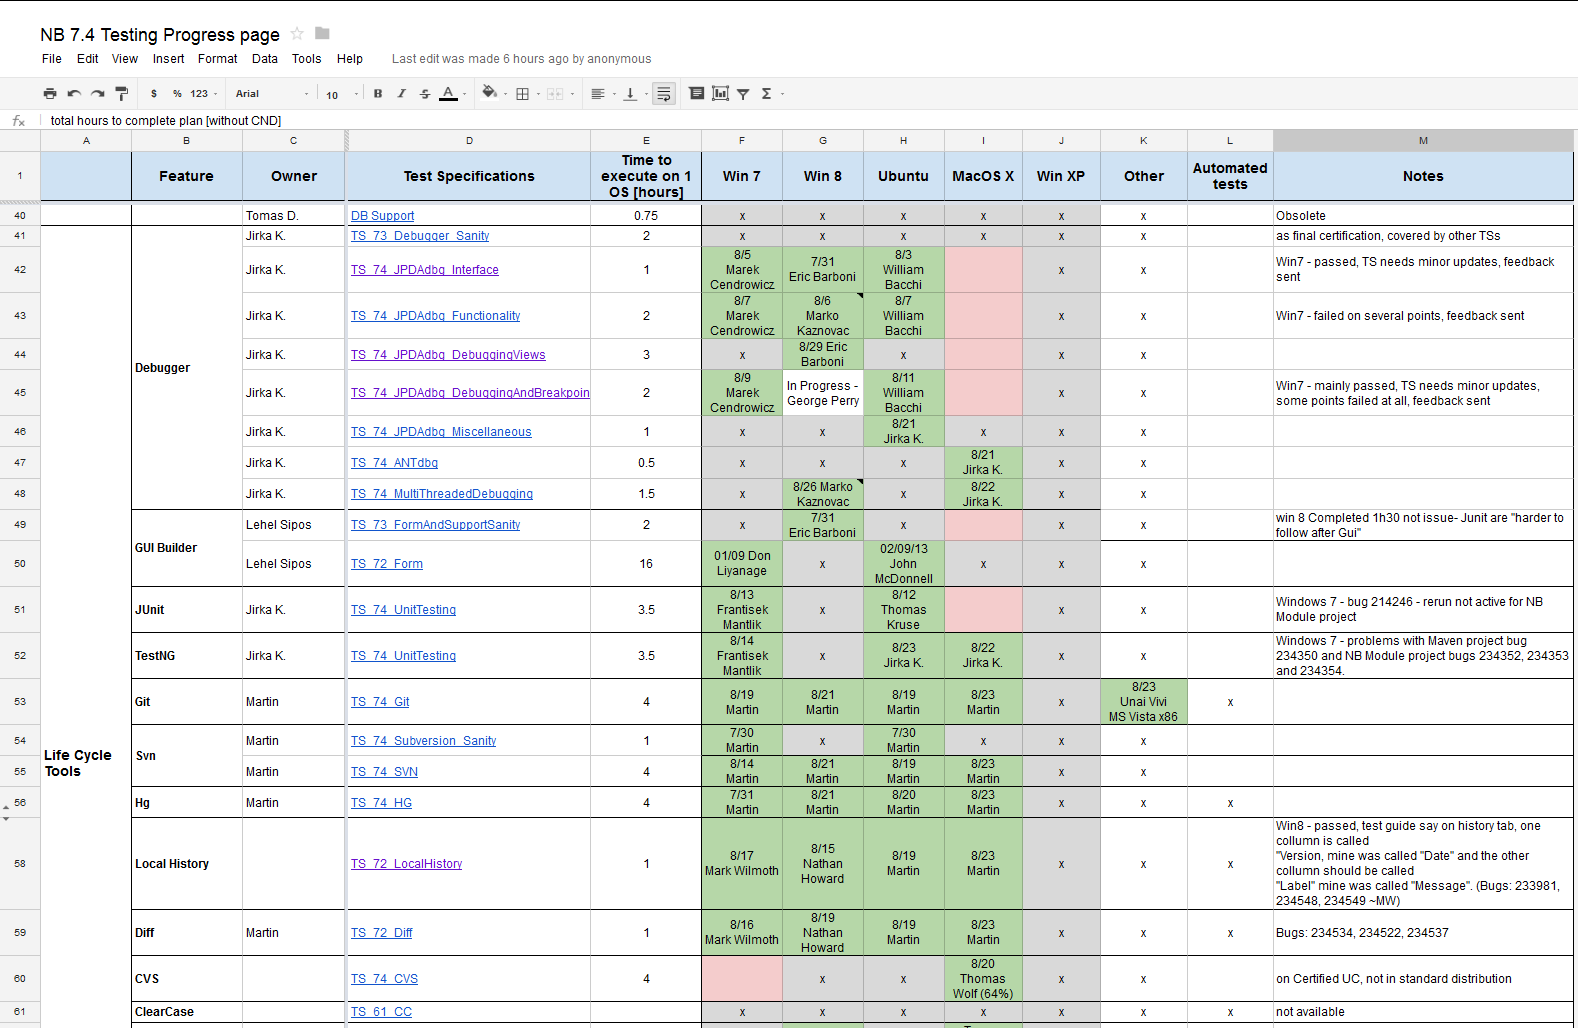 NB 7.4 Testing Progress page
File Edit View Insert Format Data Tools Help Last edit was made 6 hours ago by anonymous
$ % 123 Arial 10 B I S A Σ
fx total hours to complete plan [without CND]
A B C D E F G H I J K L M
1 Feature Owner Test Specifications Time to execute on 1 OS [hours] Win 7 Win 8 Ubuntu MacOS X Win XP Other Automated tests Notes
40 Tomas D. DB Support 0.75 x x x x x x Obsolete
41 Jirka K. TS_73_Debugger_Sanity 2 x x x x x x as final certification, covered by other TSs
42 Jirka K. TS_74_JPDAdbg_Interface 1 8/5 Marek Cendrowicz 7/31 Eric Barboni 8/3 William Bacchi x x Win7 - passed, TS needs minor updates, feedback sent
43 Jirka K. TS_74_JPDAdbg_Functionality 2 8/7 Marek Cendrowicz 8/6 Marko Kaznovac 8/7 William Bacchi x x Win7 - failed on several points, feedback sent
44 Jirka K. TS_74_JPDAdbg_DebuggingViews 3 x 8/29 Eric Barboni x x x
Debugger
45 Jirka K. TS_74_JPDAdbg_DebuggingAndBreakpoin 2 8/9 Marek Cendrowicz In Progress - George Perry 8/11 William Bacchi x x Win7 - mainly passed, TS needs minor updates, some points failed at all, feedback sent
46 Jirka K. TS_74_JPDAdbg_Miscellaneous 1 x x 8/21 Jirka K. x x x
47 Jirka K. TS_74_ANTdbg 0.5 x x x 8/21 Jirka K. x x
48 Jirka K. TS_74_MultiThreadedDebugging 1.5 x 8/26 Marko Kaznovac x 8/22 Jirka K. x x
49 Lehel Sipos TS_73_FormAndSupportSanity 2 x 7/31 Eric Barboni x x x win 8 Completed 1h30 not issue- Junit are "harder to follow after Gui"
GUI Builder
50 Lehel Sipos TS_72_Form 16 01/09 Don Liyanage x 02/09/13 John McDonnell x x x
51 JUnit Jirka K. TS_74_UnitTesting 3.5 8/13 Frantisek Mantlik x 8/12 Thomas Kruse x x Windows 7 - bug 214246 - rerun not active for NB Module project
52 TestNG Jirka K. TS_74_UnitTesting 3.5 8/14 Frantisek Mantlik x 8/23 Jirka K. 8/22 Jirka K. x x Windows 7 - problems with Maven project bug 234350 and NB Module project bugs 234352, 234353 and 234354.
53 Git Martin TS_74_Git 4 8/19 Martin 8/21 Martin 8/19 Martin 8/23 Martin x 8/23 Unai Vivi MS Vista x86 x
54 Martin TS_74_Subversion_Sanity 1 7/30 Martin x 7/30 Martin x x x
Life Cycle Tools Svn
55 Martin TS_74_SVN 4 8/14 Martin 8/21 Martin 8/19 Martin 8/23 Martin x x
56 Hg Martin TS_74_HG 4 7/31 Martin 8/21 Martin 8/20 Martin 8/23 Martin x x x
58 Local History TS_72_LocalHistory 1 8/17 Mark Wilmoth 8/15 Nathan Howard 8/19 Martin 8/23 Martin x x x Win8 - passed, test guide say on history tab, one collumn is called "Version, mine was called "Date" and the other collumn should be called "Label" mine was called "Message". (Bugs: 233981, 234548, 234549 ~MW)
59 Diff Martin TS_72_Diff 1 8/16 Mark Wilmoth 8/19 Nathan Howard 8/19 Martin 8/23 Martin x x x Bugs: 234534, 234522, 234537
60 CVS TS_74_CVS 4 x x 8/20 Thomas Wolf (64%) x x on Certified UC, not in standard distribution
61 ClearCase TS_61_CC x x x x x x x not available